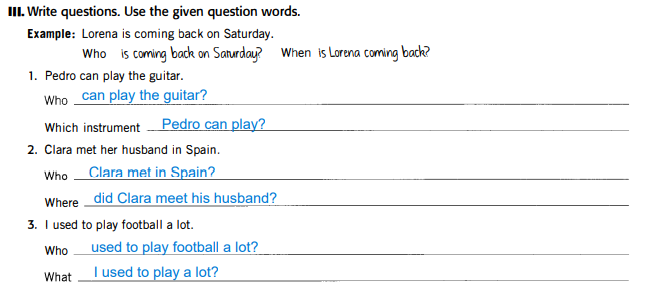 III. Write questions. Use the given question words.
Example: Lorena is coming back on Saturday.
Who is coming back on Saturday? When is Lorena coming back?
1. Pedro can play the guitar.
Who can play the guitar?
Which instrument Pedro can play?
2. Clara met her husband in Spain.
Who Clara met in Spain?
Where did Clara meet his husband?
3. I used to play football a lot.
Who used to play football a lot?
What I used to play a lot?